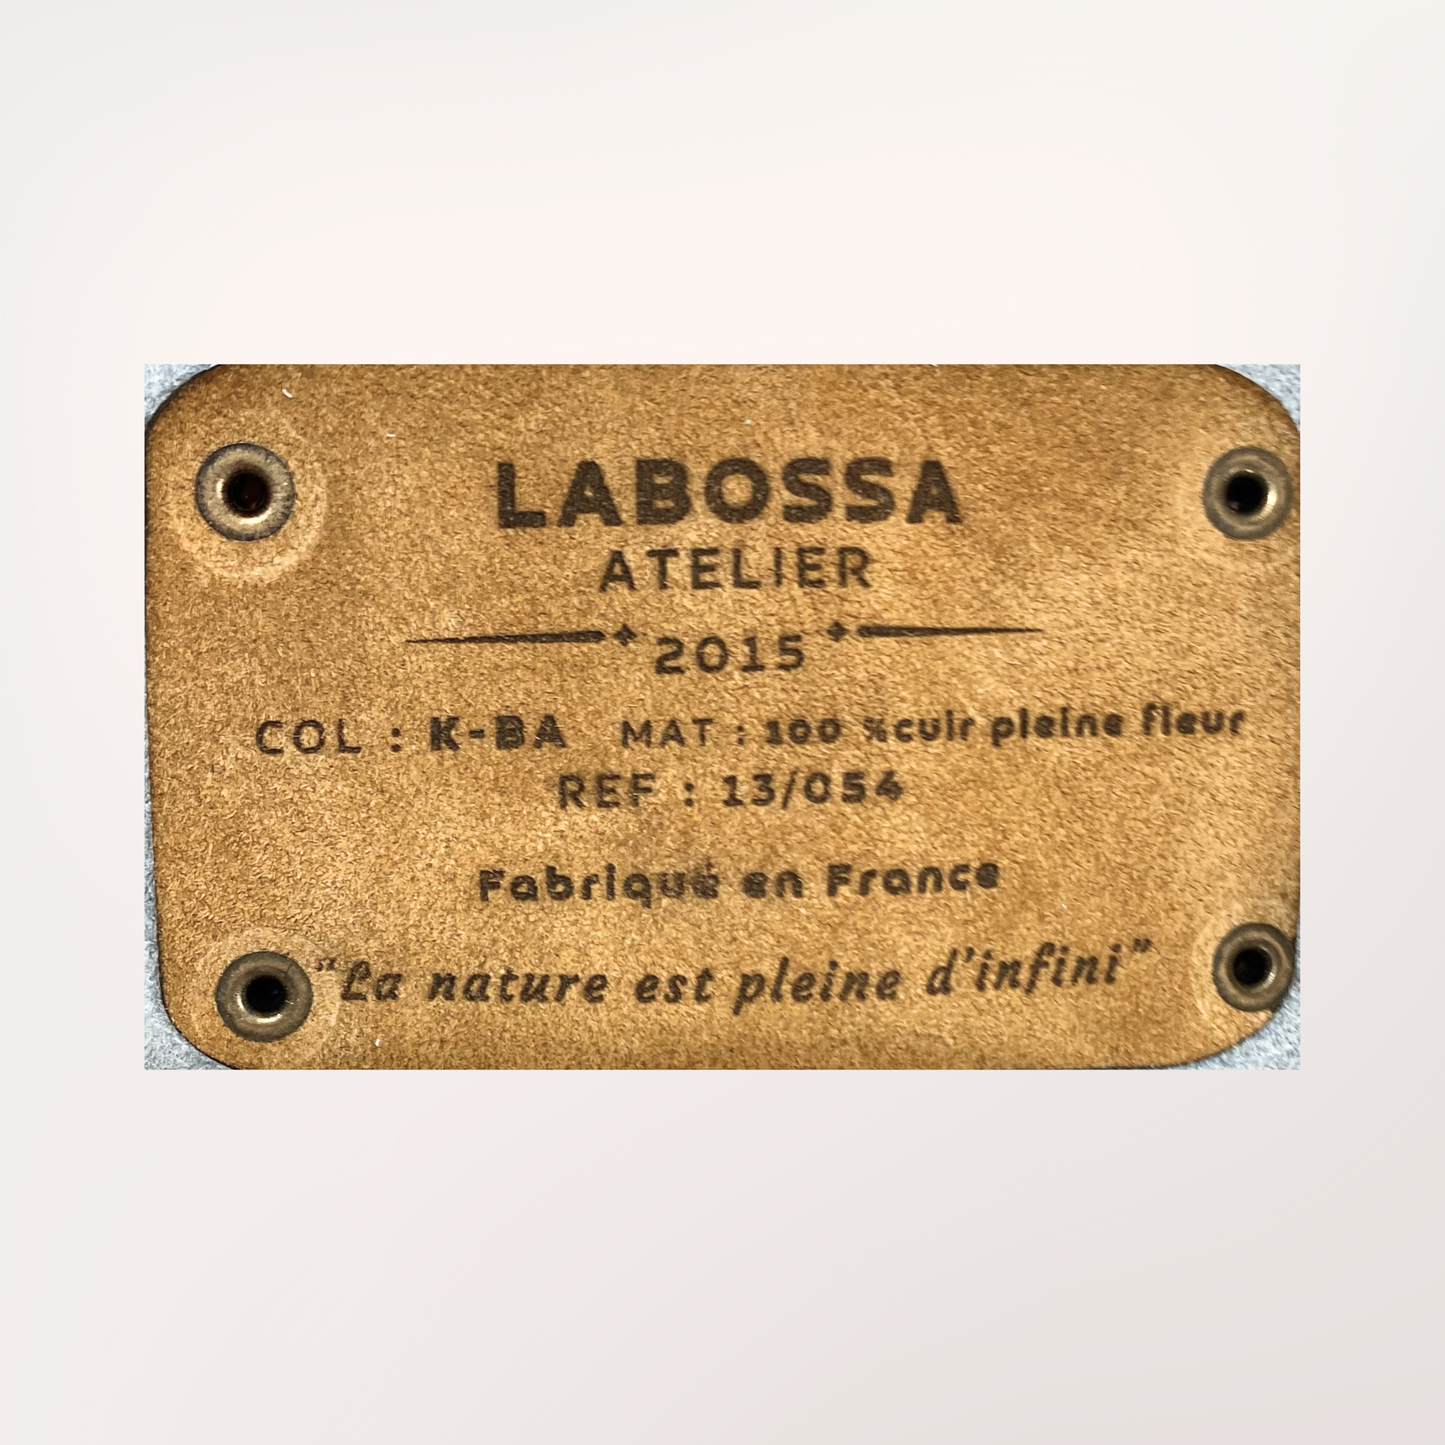 LABOSSA
ATELIER
2015
COL : K-BA MAT : 100 %cuir pleine fleur
REF : 13/054
Fabriqué en France
"La nature est pleine d'infini"